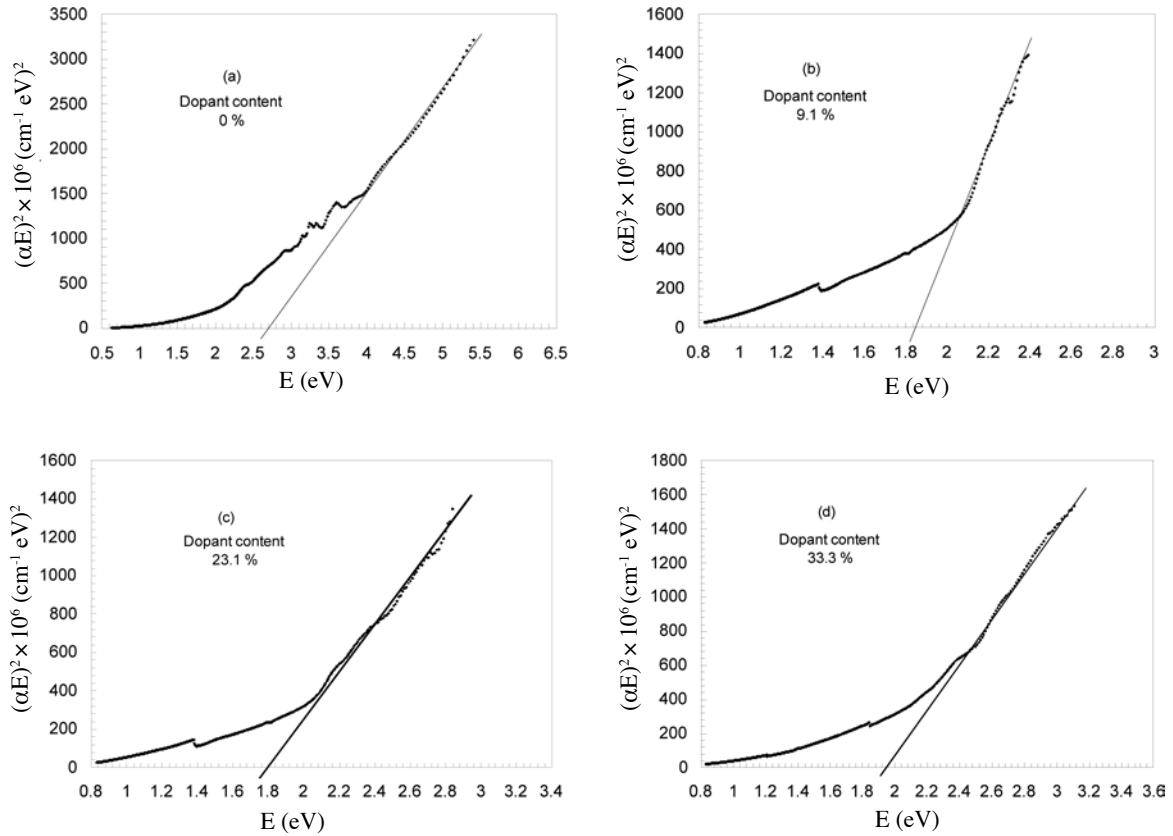 (αE)² × 10⁶ (cm⁻¹ eV)²
3500
3000
2500
2000
1500
1000
500
0
(a)
Dopant content
0 %
0.5 1 1.5 2 2.5 3 3.5 4 4.5 5 5.5 6 6.5
E (eV)
(αE)² × 10⁶ (cm⁻¹ eV)²
1600
1400
1200
1000
800
600
400
200
0
(b)
Dopant content
9.1 %
0.8 1 1.2 1.4 1.6 1.8 2 2.2 2.4 2.6 2.8 3
E (eV)
(αE)² × 10⁶ (cm⁻¹ eV)²
1600
1400
1200
1000
800
600
400
200
0
(c)
Dopant content
23.1 %
0.8 1 1.2 1.4 1.6 1.8 2 2.2 2.4 2.6 2.8 3 3.2 3.4
E (eV)
(αE)² × 10⁶ (cm⁻¹ eV)²
1800
1600
1400
1200
1000
800
600
400
200
0
(d)
Dopant content
33.3 %
0.8 1 1.2 1.4 1.6 1.8 2 2.2 2.4 2.6 2.8 3 3.2 3.4 3.6
E (eV)